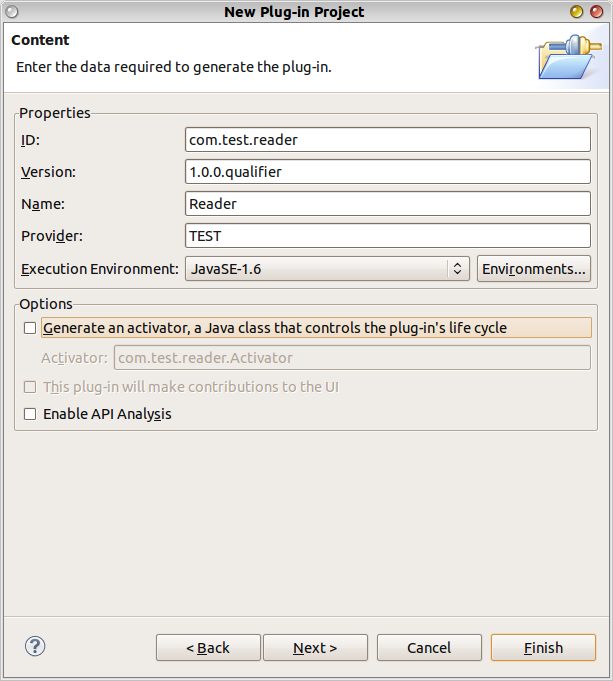 New Plug-in Project
Content
Enter the data required to generate the plug-in.
Properties
ID: com.test.reader
Version: 1.0.0.qualifier
Name: Reader
Provider: TEST
Execution Environment: JavaSE-1.6 Environments...
Options
Generate an activator, a Java class that controls the plug-in's life cycle
Activator: com.test.reader.Activator
This plug-in will make contributions to the UI
Enable API Analysis
? < Back Next > Cancel Finish